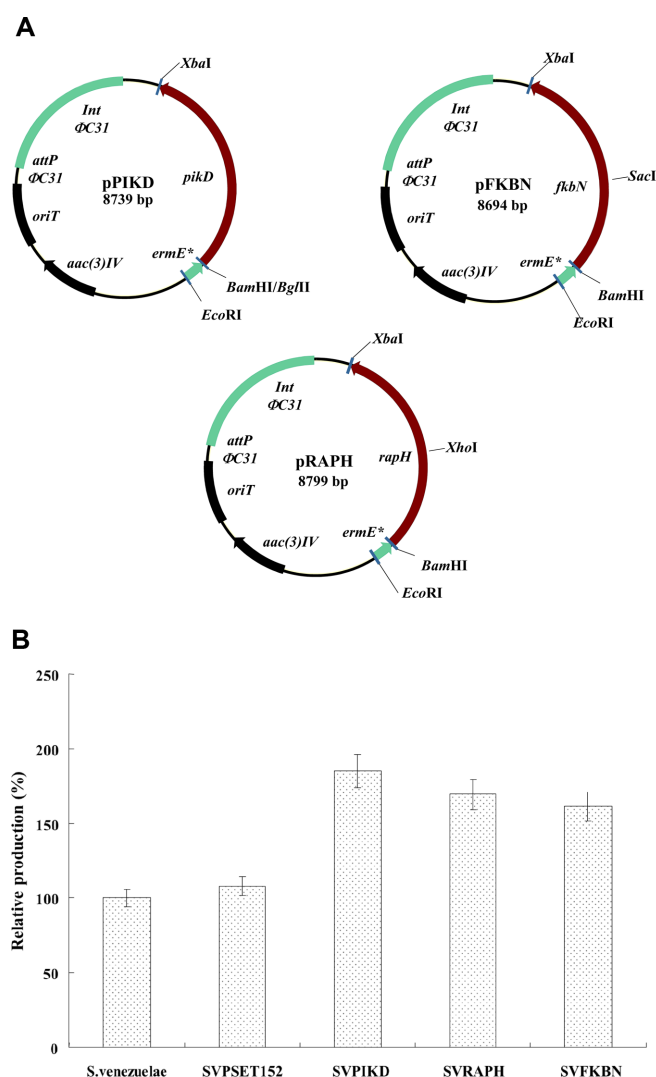 A
XbaI
Int
ΦC31
attP
ΦC31
oriT
pPIKD
8739 bp
pikD
aac(3)IV
ermE*
BamHI/BglII
EcoRI
XbaI
Int
ΦC31
attP
ΦC31
oriT
pFKBN
8694 bp
fkbN
SacI
aac(3)IV
ermE*
BamHI
EcoRI
XbaI
Int
ΦC31
attP
ΦC31
oriT
pRAPH
8799 bp
rapH
XhoI
aac(3)IV
ermE*
BamHI
EcoRI
B
Relative production (%)
250
200
150
100
50
0
S.venezuelae SVPSET152 SVPIKD SVRAPH SVFKBN